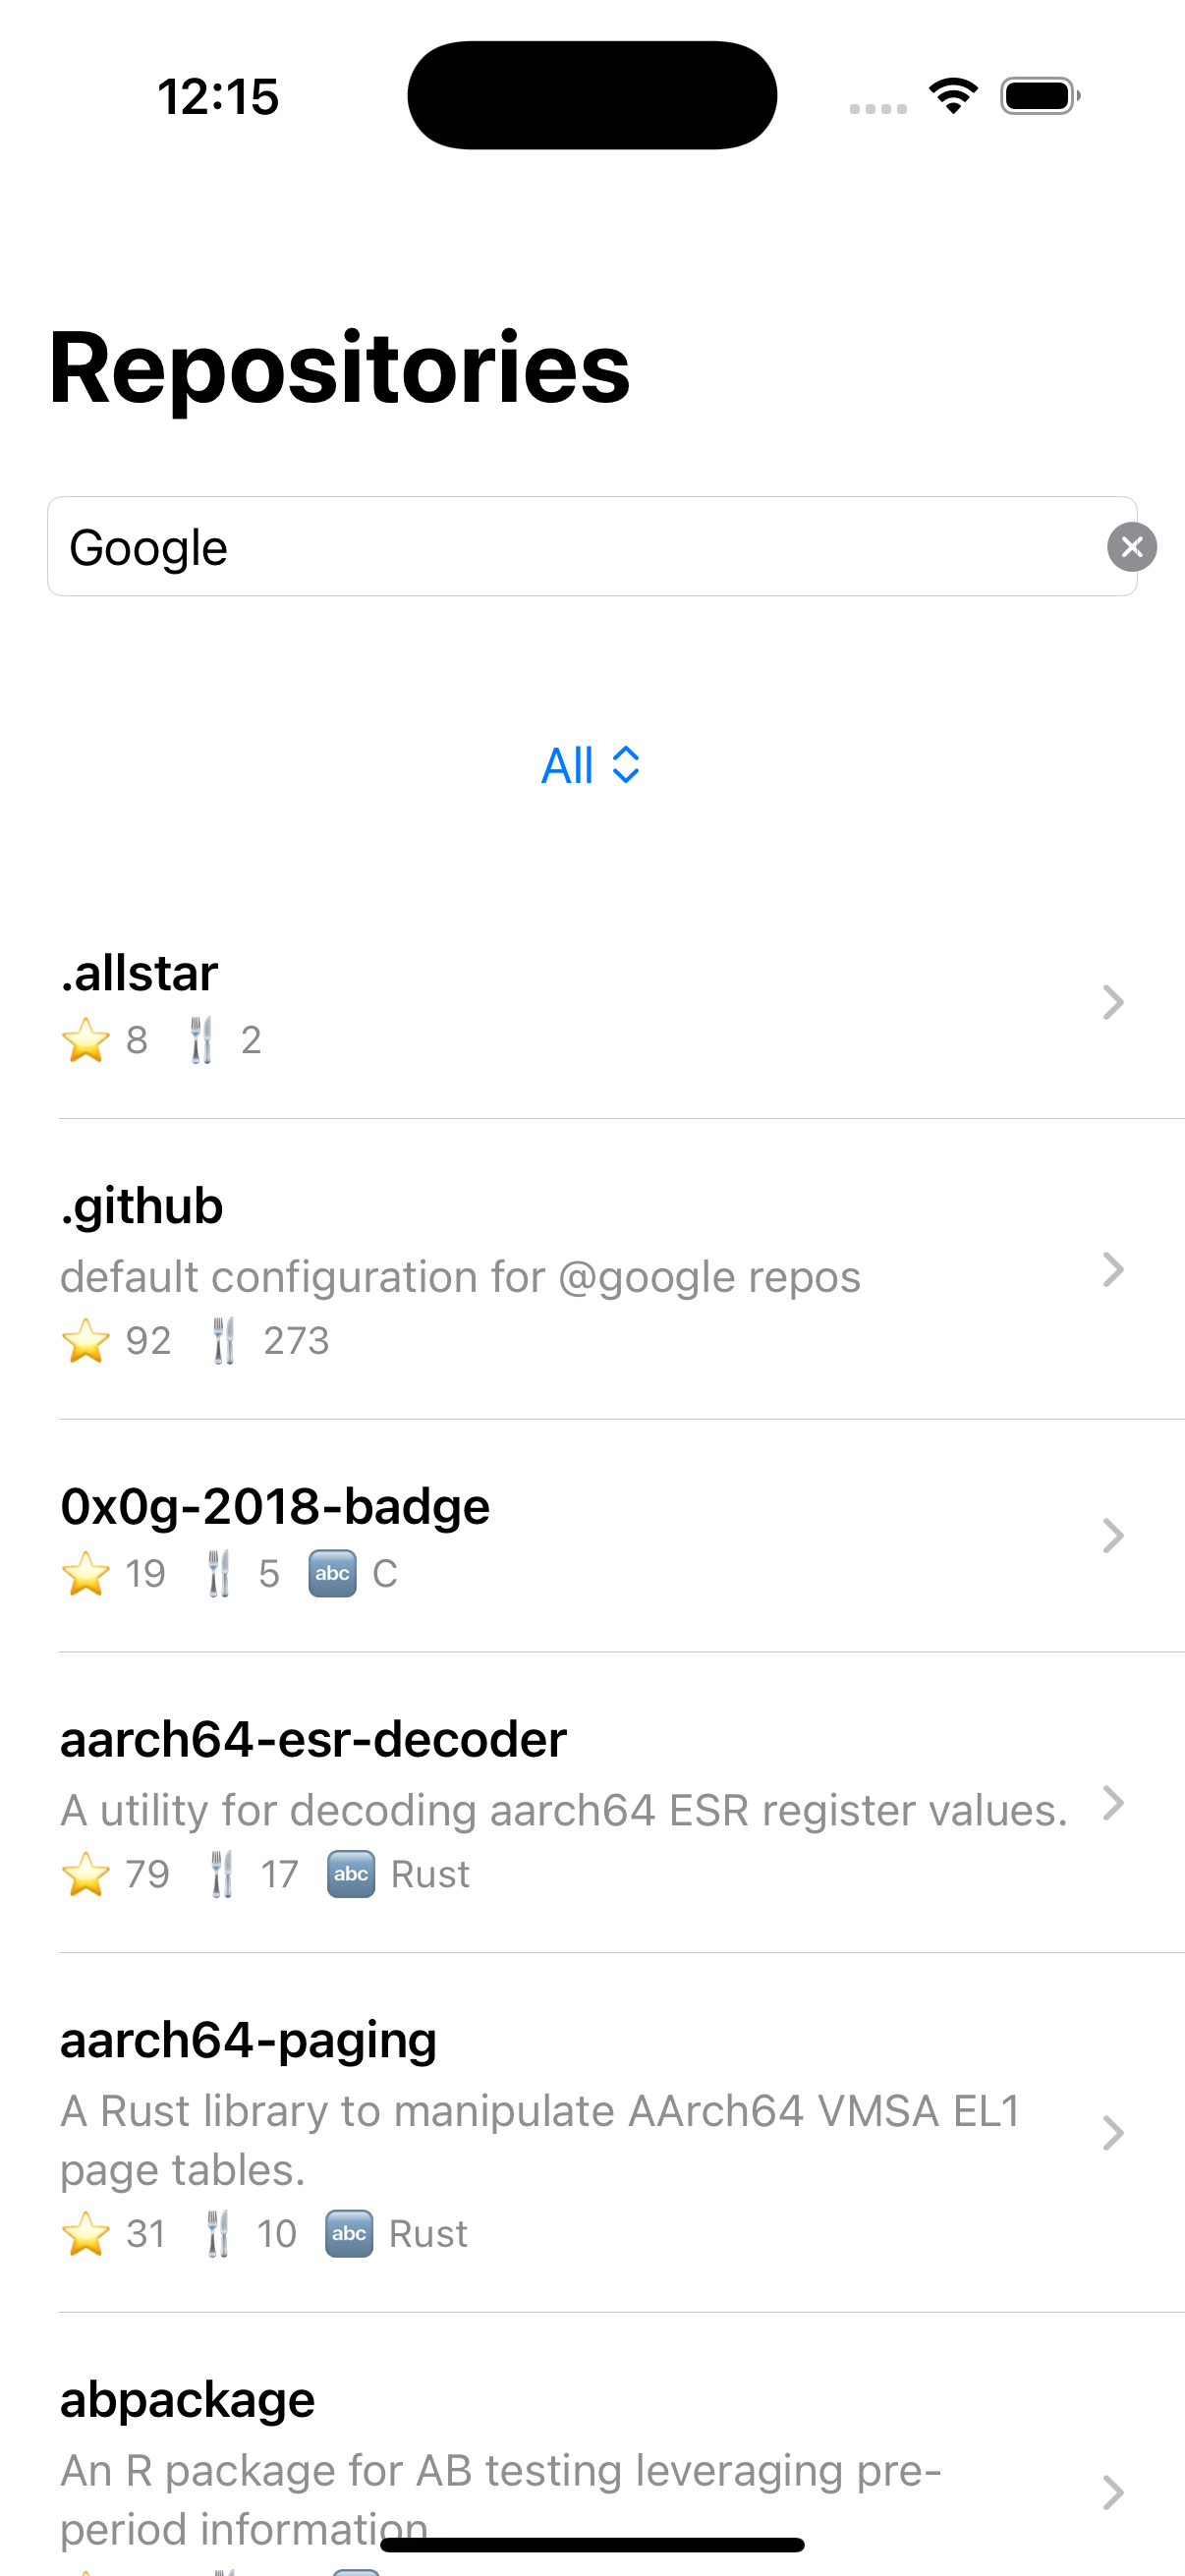 12:15
Repositories
Google
All
.allstar
8 2
.github
default configuration for @google repos
92 273
0x0g-2018-badge
19 5 abc C
aarch64-esr-decoder
A utility for decoding aarch64 ESR register values.
79 17 abc Rust
aarch64-paging
A Rust library to manipulate AArch64 VMSA EL1
page tables.
31 10 abc Rust
abpackage
An R package for AB testing leveraging pre-
period information